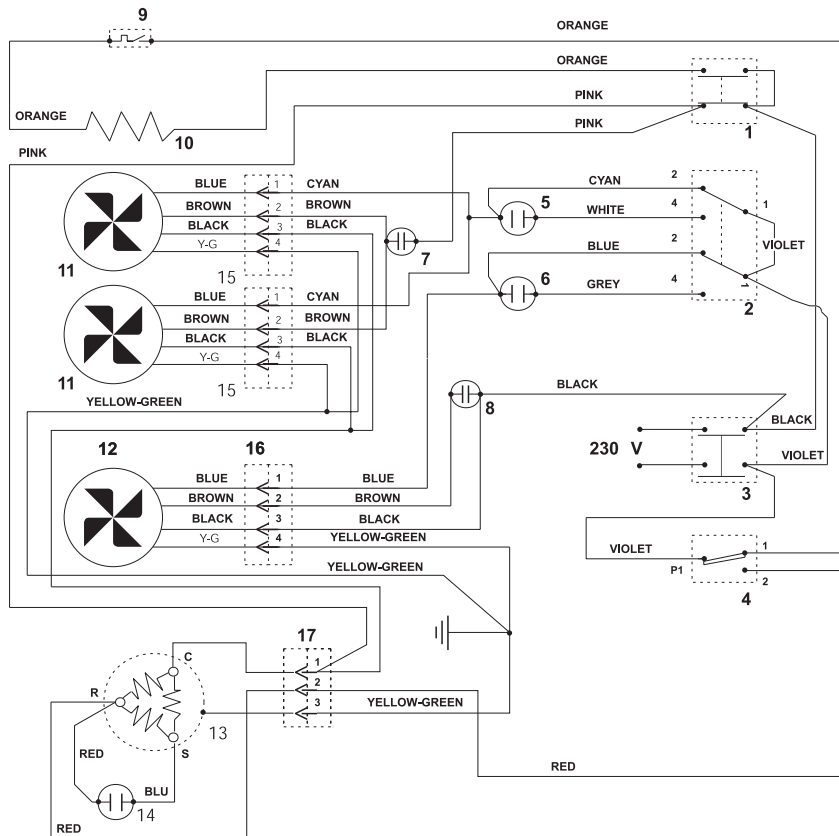 9
ORANGE
ORANGE
PINK
ORANGE
10
PINK
1
PINK
BLUE 1 CYAN
BROWN 2 BROWN
BLACK 3 BLACK
Y-G 4
11
15
7
CYAN 2
5
WHITE 4
1
VIOLET
BLUE 2
6
GREY 4
1
2
BLUE 1 CYAN
BROWN 2 BROWN
BLACK 3 BLACK
Y-G 4
11
15
YELLOW-GREEN
8
BLACK
BLACK
230 V
VIOLET
3
12
16
BLUE 1 BLUE
BROWN 2 BROWN
BLACK 3 BLACK
Y-G 4 YELLOW-GREEN
YELLOW-GREEN
VIOLET
P1
1
2
4
17
C
1
R
2
3
YELLOW-GREEN
13
S
RED
BLU
14
RED
RED